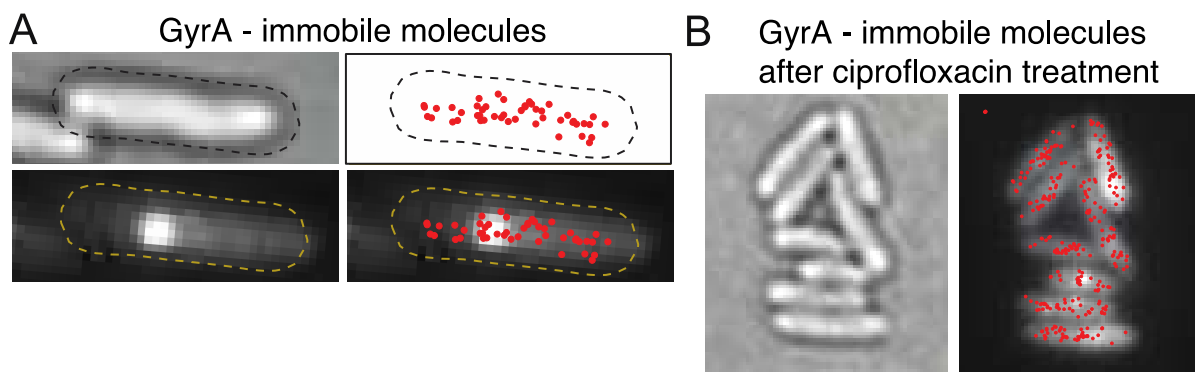 A
GyrA - immobile molecules
B
GyrA - immobile molecules
after ciprofloxacin treatment